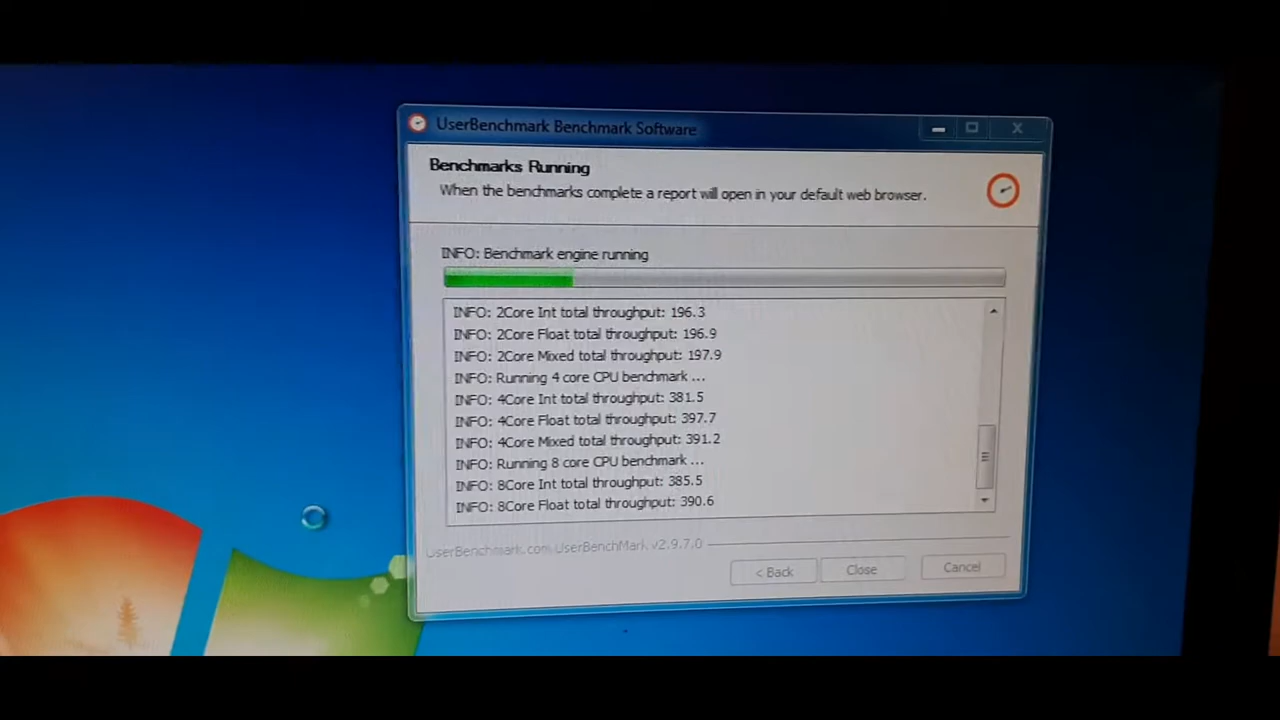 UserBenchmark Benchmark Software
Benchmarks Running
When the benchmarks complete a report will open in your default web browser.
INFO: Benchmark engine running
INFO: 2Core Int total throughput: 196.3
INFO: 2Core Float total throughput: 196.9
INFO: 2Core Mixed total throughput: 197.9
INFO: Running 4 core CPU benchmark ...
INFO: 4Core Int total throughput: 381.5
INFO: 4Core Float total throughput: 397.7
INFO: 4Core Mixed total throughput: 391.2
INFO: Running 8 core CPU benchmark ...
INFO: 8Core Int total throughput: 385.5
INFO: 8Core Float total throughput: 390.6
UserBenchmark.com UserBenchMark v2.9.7.0
< Back Close Cancel